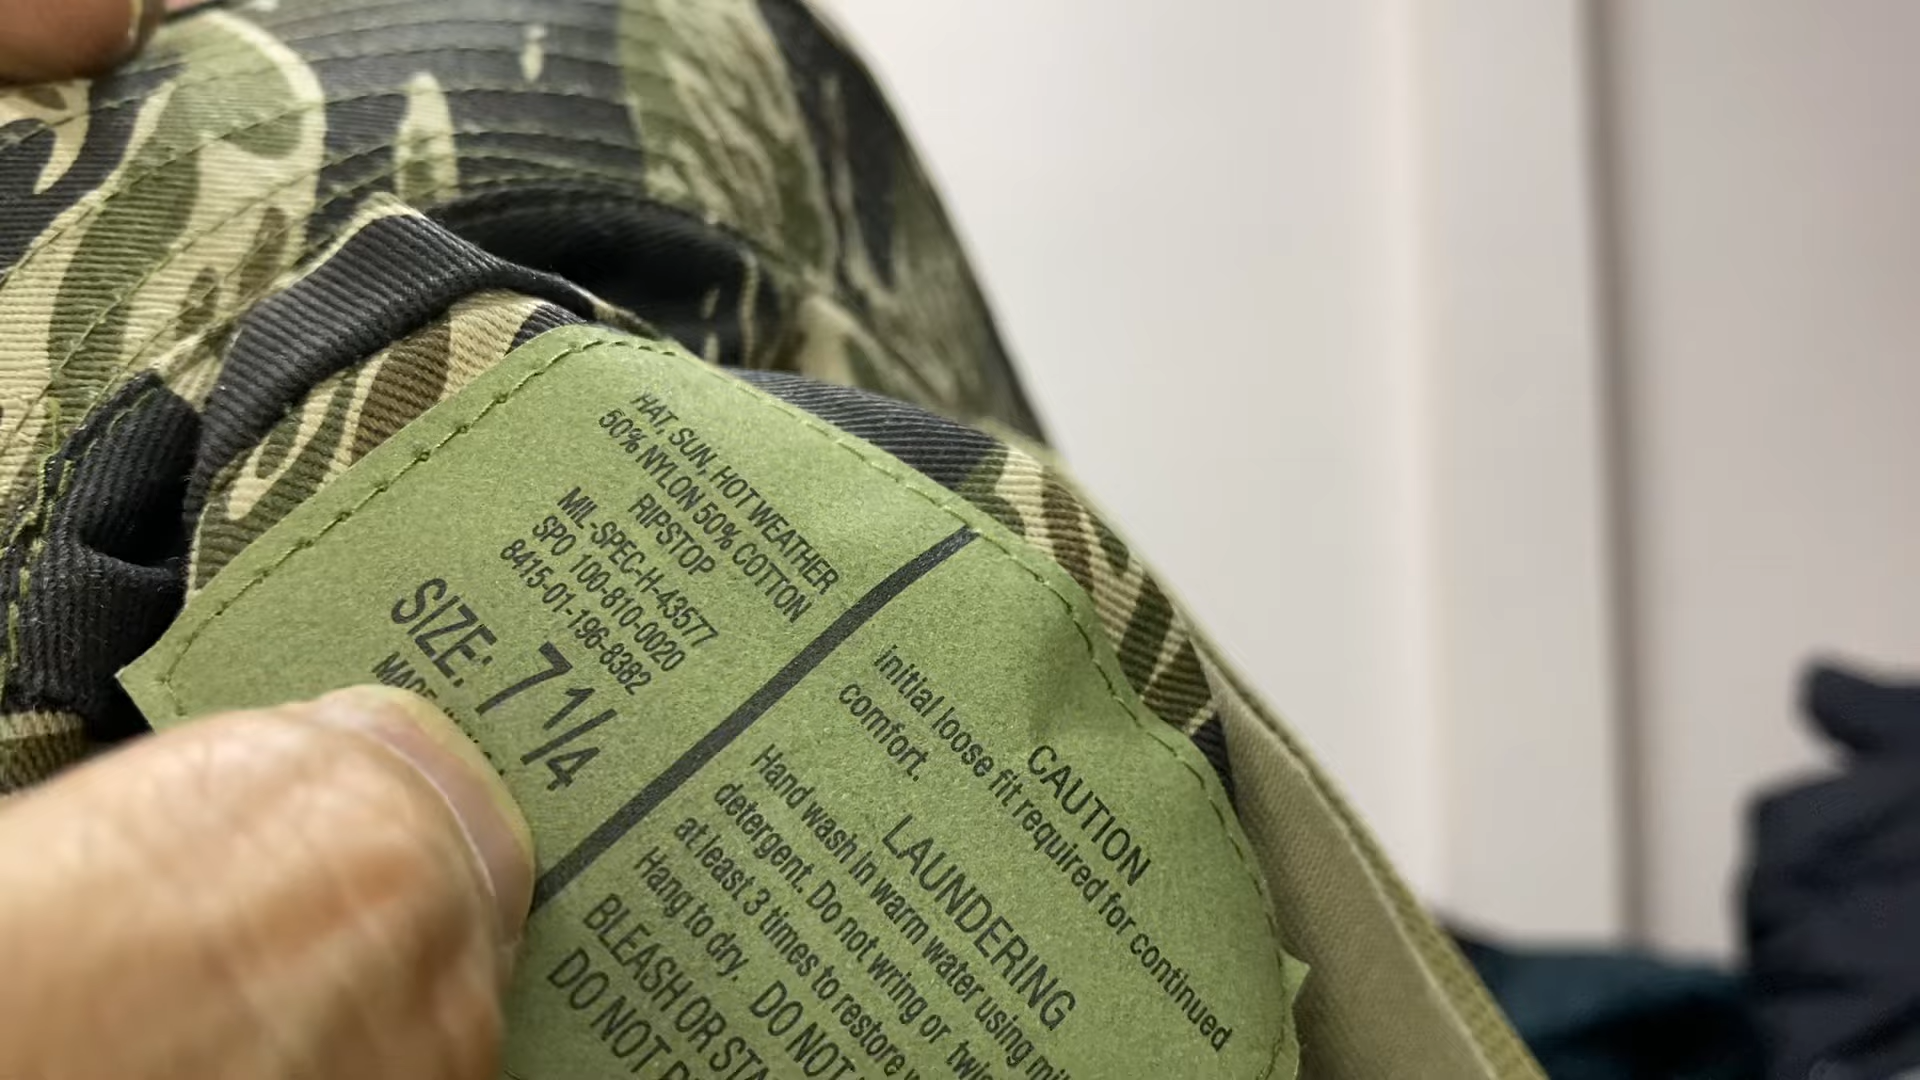 HAT, SUN, HOT WEATHER
50% NYLON 50% COTTON
RIPSTOP
MIL-SPEC-H-43577
SPO 100-810-0020
8415-01-196-8382
SIZE: 7 1/4
CAUTION
initial loose fit required for continued
comfort.
LAUNDERING
Hand wash in warm water using
detergent. Do not wring or
at least 3 times to restore
Hang to dry. DO NOT
BLEASH OR
DO NOT